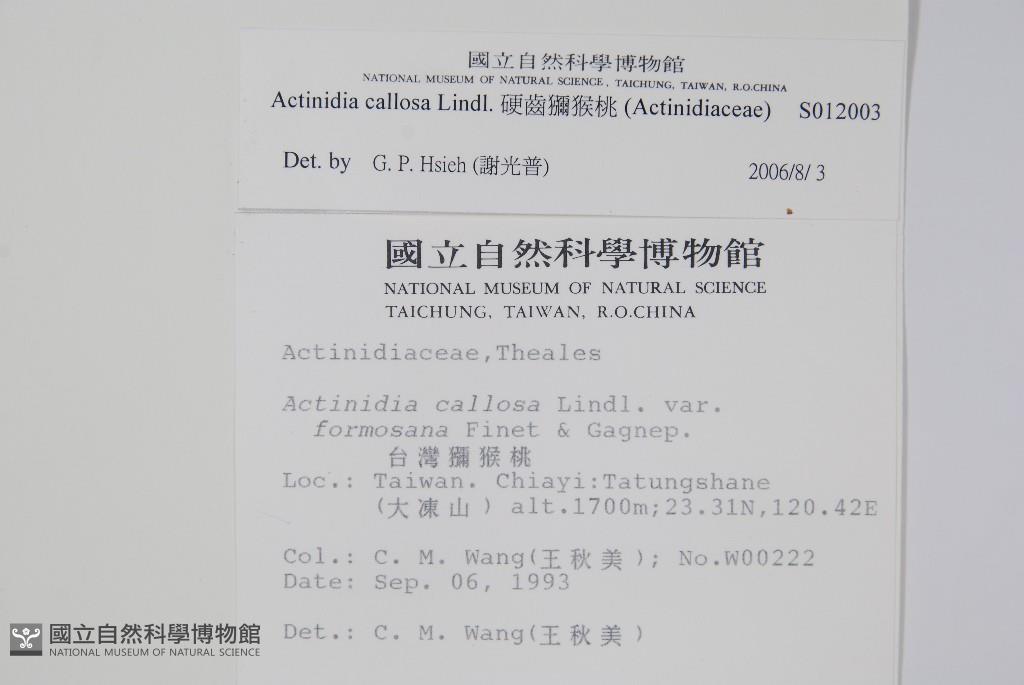 國立自然科學博物館
NATIONAL MUSEUM OF NATURAL SCIENCE, TAICHUNG, TAIWAN, R.O.CHINA
Actinidia callosa Lindl. 硬齒獼猴桃 (Actinidiaceae) S012003
Det. by G. P. Hsieh (謝光普) 2006/8/ 3
國立自然科學博物館
NATIONAL MUSEUM OF NATURAL SCIENCE
TAICHUNG, TAIWAN, R.O.CHINA
Actinidiaceae,Theales
Actinidia callosa Lindl. var.
formosana Finet & Gagnep.
台灣獼猴桃
Loc.: Taiwan. Chiayi:Tatungshane
(大凍山) alt.1700m;23.31N,120.42E
Col.: C. M. Wang(王秋美); No.W00222
Date: Sep. 06, 1993
Det.: C. M. Wang(王秋美)
國立自然科學博物館
NATIONAL MUSEUM OF NATURAL SCIENCE